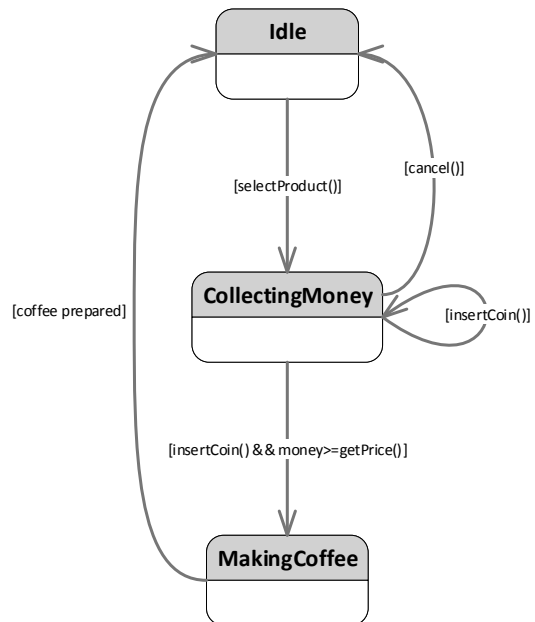 Idle
[selectProduct()]
[cancel()]
CollectingMoney
[coffee prepared]
[insertCoin()]
[insertCoin() && money>=getPrice()]
MakingCoffee